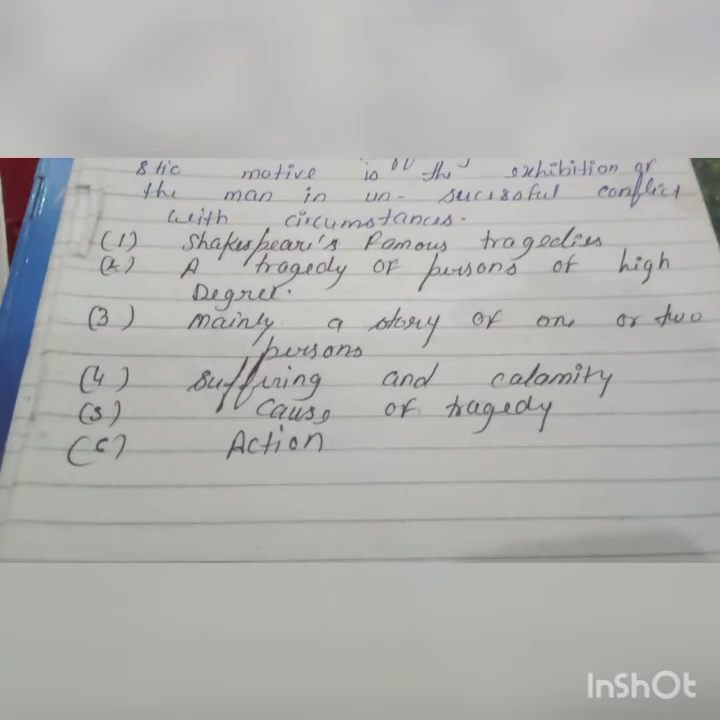 stic motive is the exhibition of
the man in un- sucessful conflict
with circumstances.
(1) Shakespear's Famous tragedies
(2) A tragedy of persons of high
Degree.
(3) mainly a story of one or two
persons
(4) suffring and calamity
(5) Cause of tragedy
(6) Action
InShOt